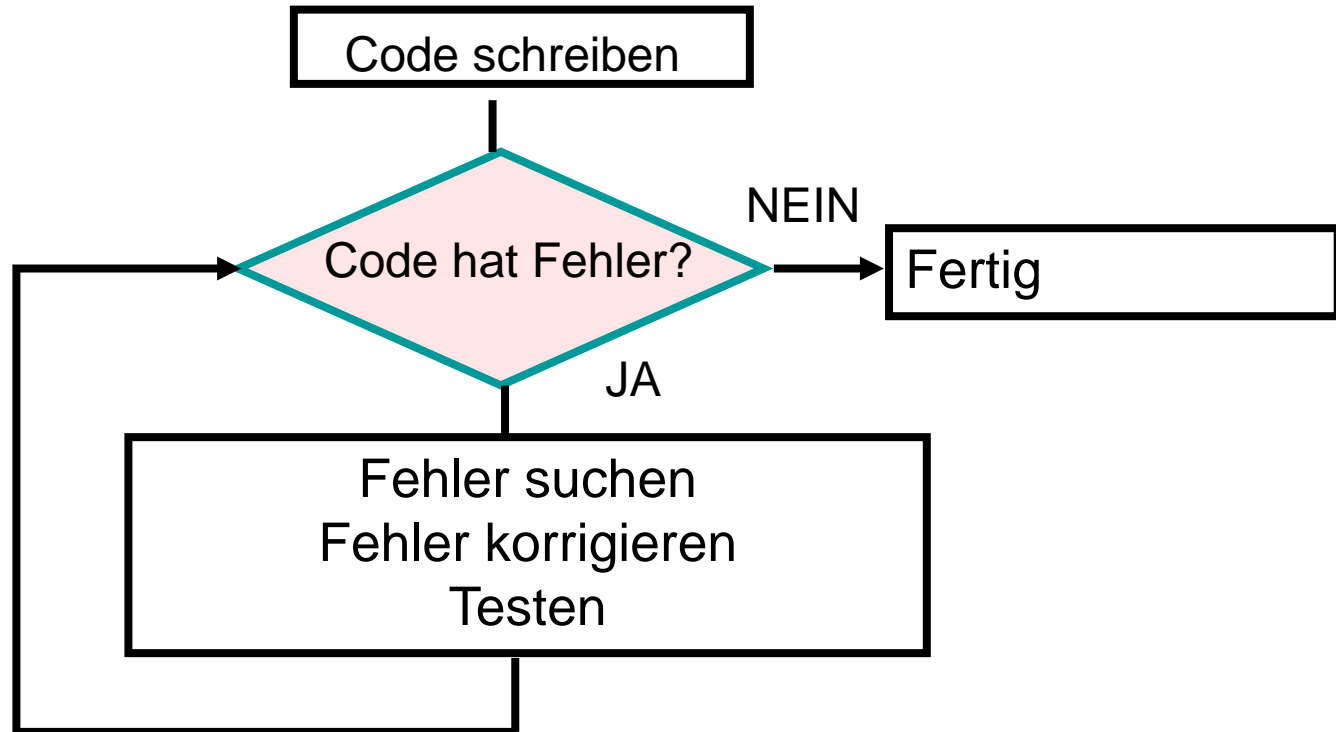 Code schreiben
NEIN
Code hat Fehler?
Fertig
JA
Fehler suchen
Fehler korrigieren
Testen